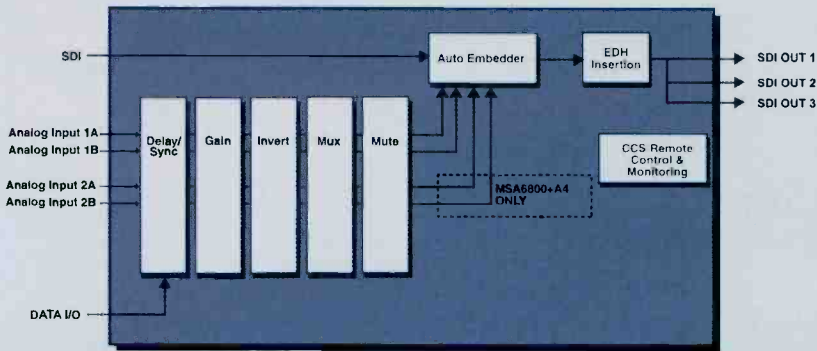 SDI
Auto Embedder
EDH
Insertion
SDI OUT 1
SDI OUT 2
SDI OUT 3
Analog Input 1A
Analog Input 1B
Analog Input 2A
Analog Input 2B
Delay/
Sync
Gain
Invert
Mux
Mute
MSA6800+A4
ONLY
CCS Remote
Control &
Monitoring
DATA I/O